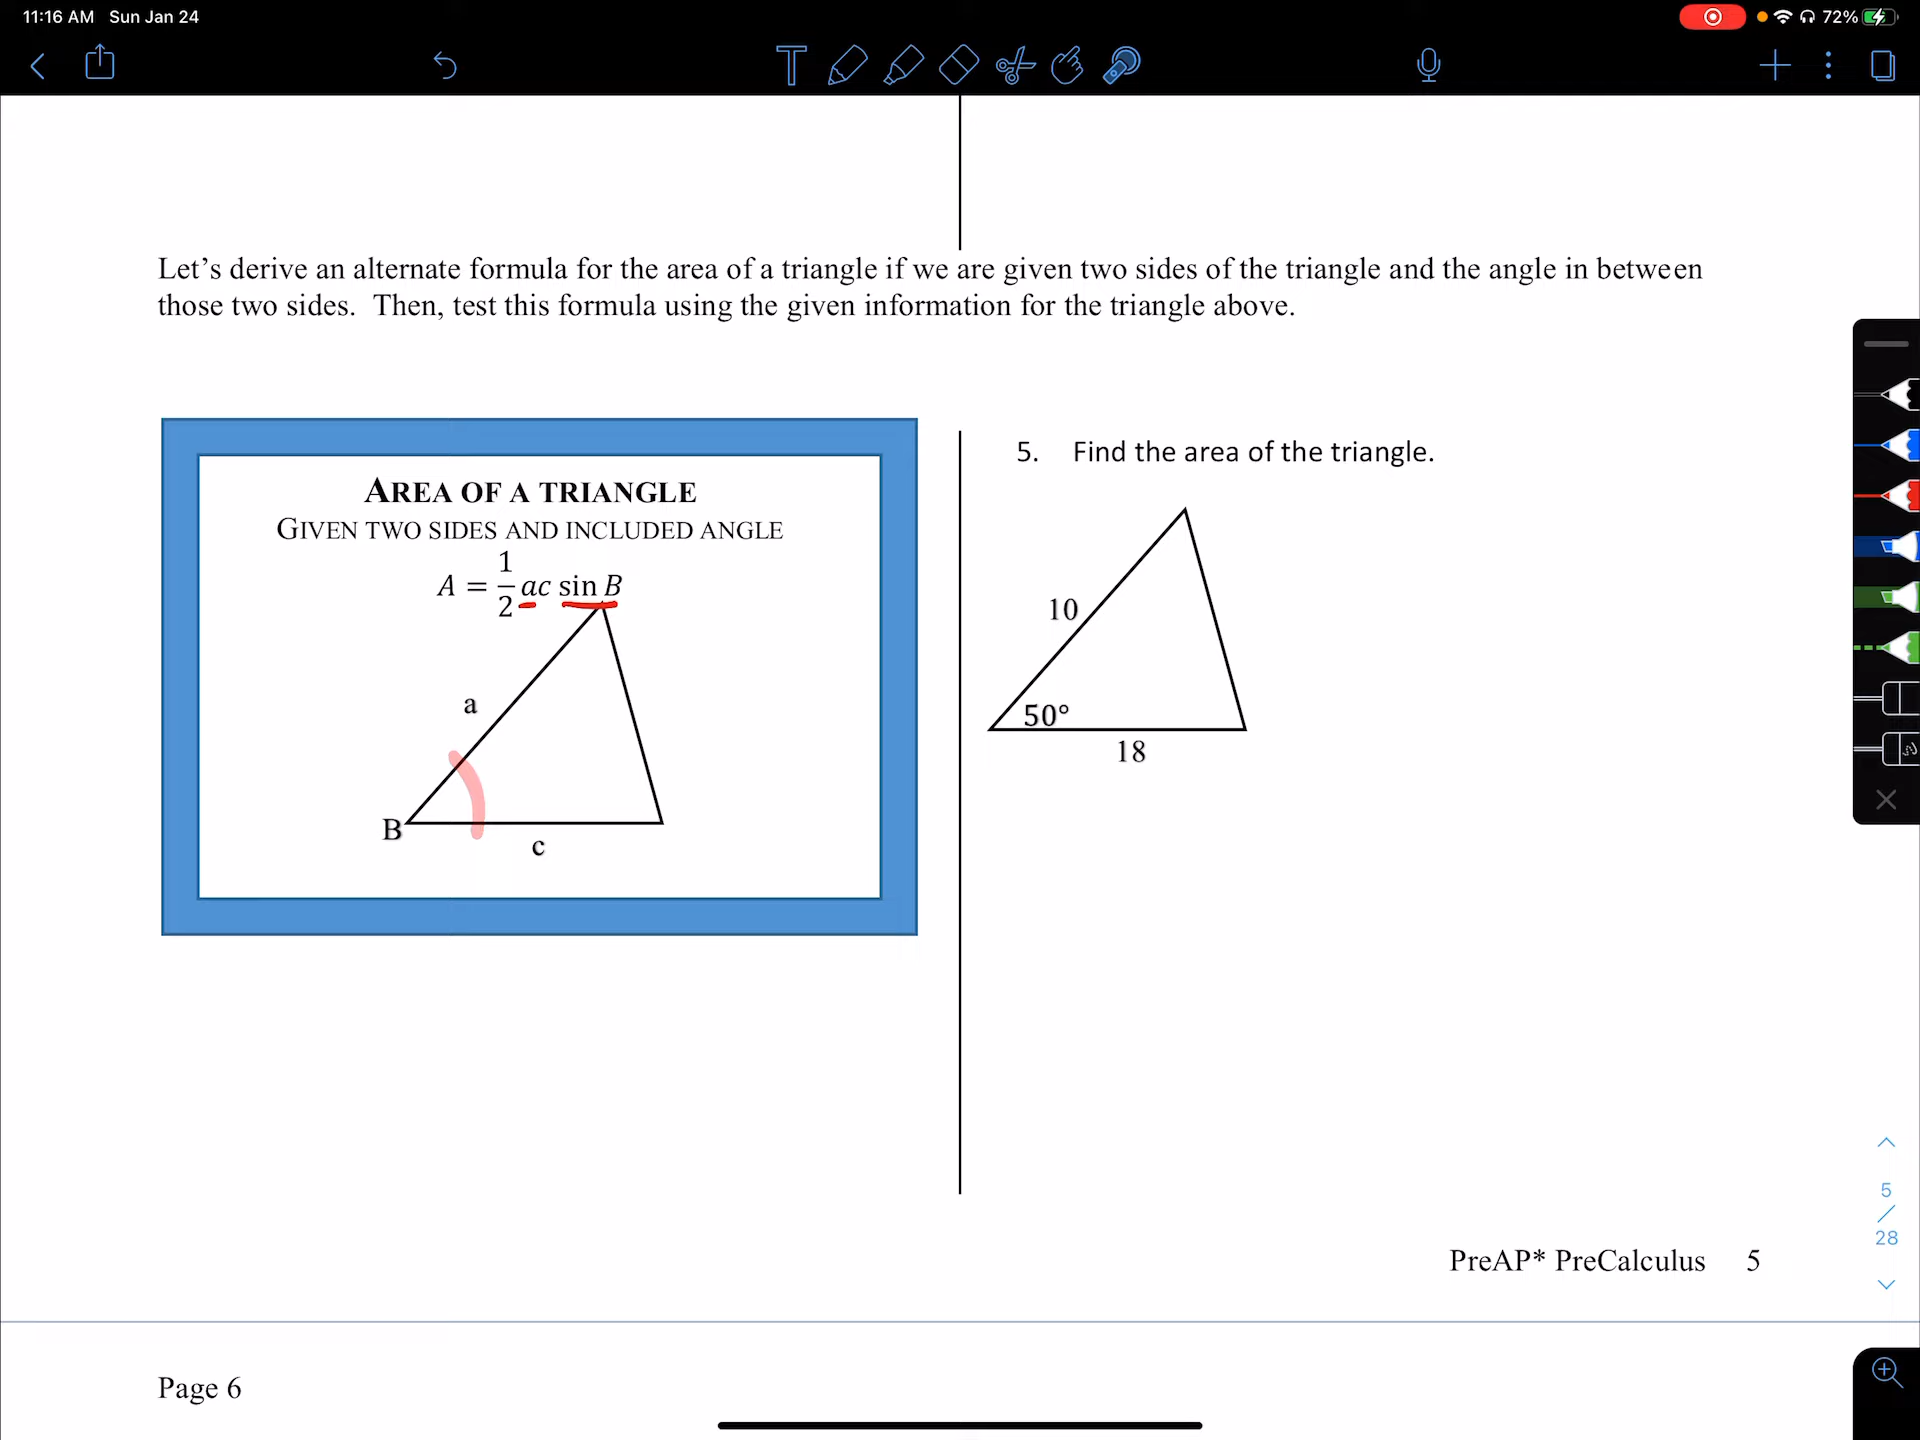 11:16 AM Sun Jan 24
72%
Let’s derive an alternate formula for the area of a triangle if we are given two sides of the triangle and the angle in between
those two sides. Then, test this formula using the given information for the triangle above.
AREA OF A TRIANGLE
GIVEN TWO SIDES AND INCLUDED ANGLE
A = 1/2 ac sin B
a
B
c
5. Find the area of the triangle.
10
50°
18
5
/
28
PreAP* PreCalculus 5
Page 6